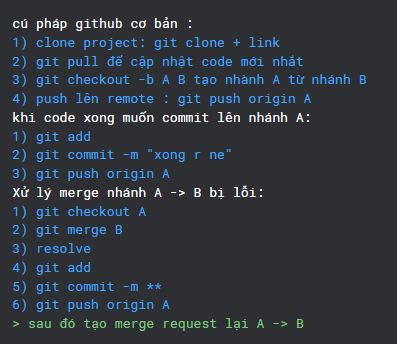 cú pháp github cơ bản :
1) clone project: git clone + link
2) git pull để cập nhật code mới nhất
3) git checkout -b A B tạo nhành A từ nhánh B
4) push lên remote : git push origin A
khi code xong muốn commit lên nhánh A:
1) git add
2) git commit -m "xong r ne"
3) git push origin A
Xử lý merge nhánh A -> B bị lỗi:
1) git checkout A
2) git merge B
3) resolve
4) git add
5) git commit -m **
6) git push origin A
> sau đó tạo merge request lại A -> B